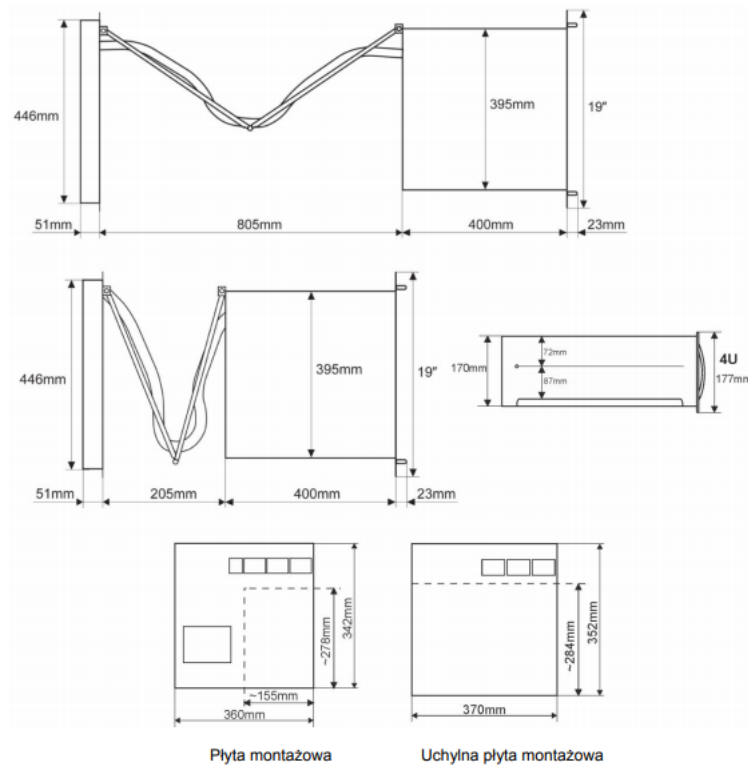 446mm
395mm
19"
51mm
805mm
400mm
23mm
446mm
395mm
19"
170mm
72mm
87mm
4U
177mm
51mm
205mm
400mm
23mm
~278mm
342mm
~155mm
360mm
~284mm
352mm
370mm
Płyta montażowa
Uchylna płyta montażowa